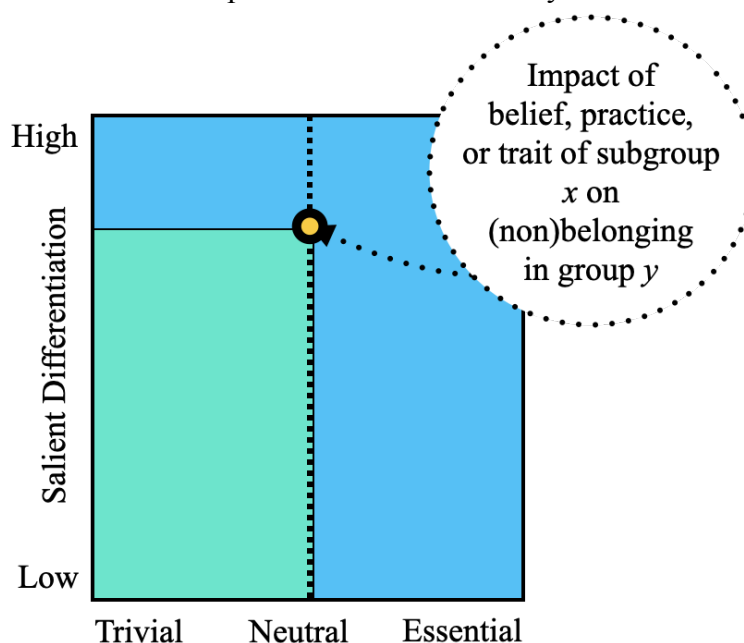 Impact of
belief, practice,
or trait of subgroup
x on
(non)belonging
in group y
High
Salient Differentiation
Low
Trivial Neutral Essential